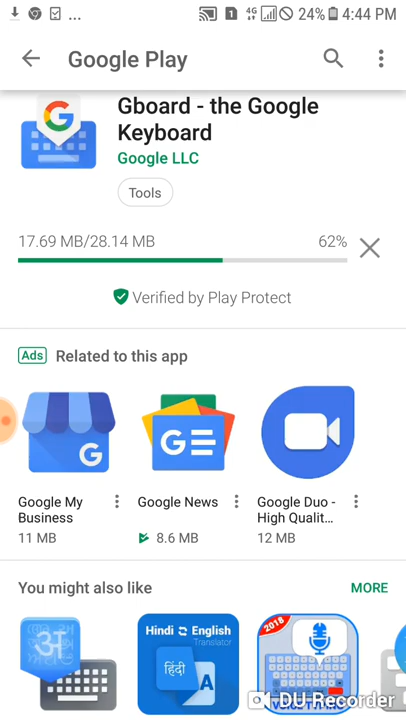 4G 24% 4:44 PM
Google Play
Gboard - the Google
Keyboard
Google LLC
Tools
17.69 MB/28.14 MB 62%
Verified by Play Protect
Ads Related to this app
Google My
Business
11 MB
Google News
8.6 MB
Google Duo -
High Qualit...
12 MB
You might also like MORE
अ
Hindi English
Translator
हिंदी
A
2018
DU Recorder